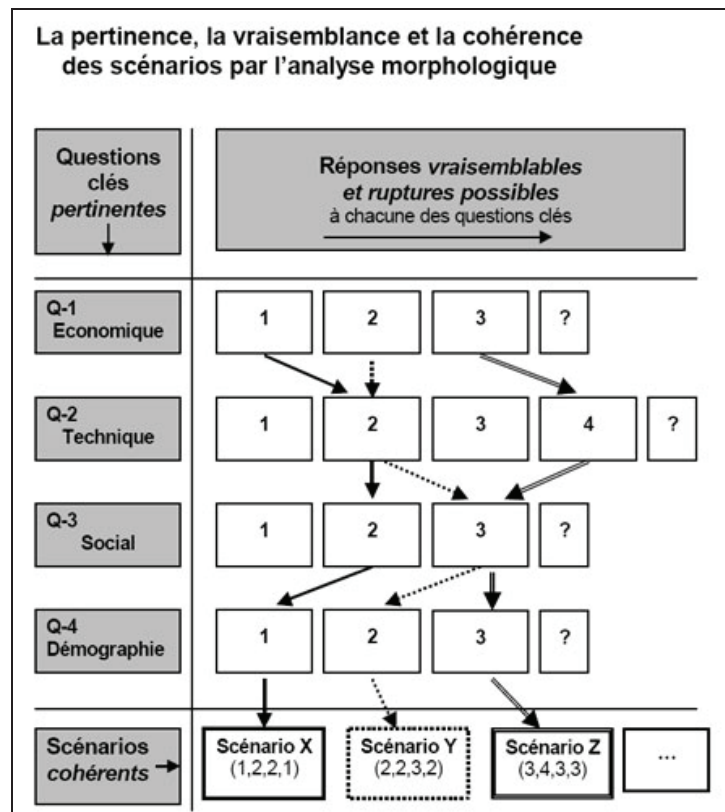 La pertinence, la vraisemblance et la cohérence
des scénarios par l'analyse morphologique
Questions
clés
pertinentes
Réponses vraisemblables
et ruptures possibles
à chacune des questions clés
Q-1
Economique
1
2
3
?
Q-2
Technique
1
2
3
4
?
Q-3
Social
1
2
3
?
Q-4
Démographie
1
2
3
?
Scénarios
cohérents
Scénario X
(1,2,2,1)
Scénario Y
(2,2,3,2)
Scénario Z
(3,4,3,3)
...